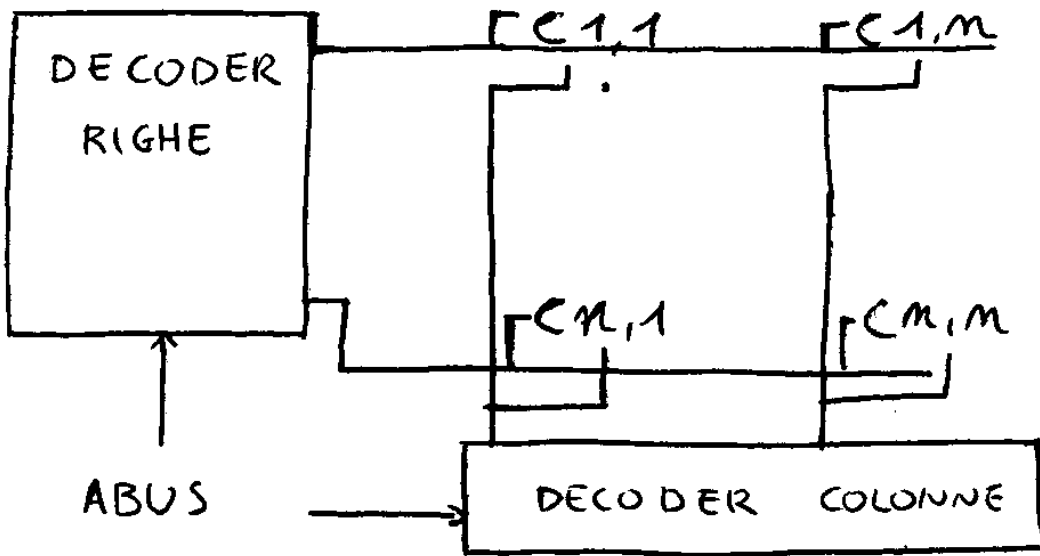 DECODER
RIGHE
C1,1
C1,n
Cn,1
Cn,n
ABUS
DECODER COLONNE